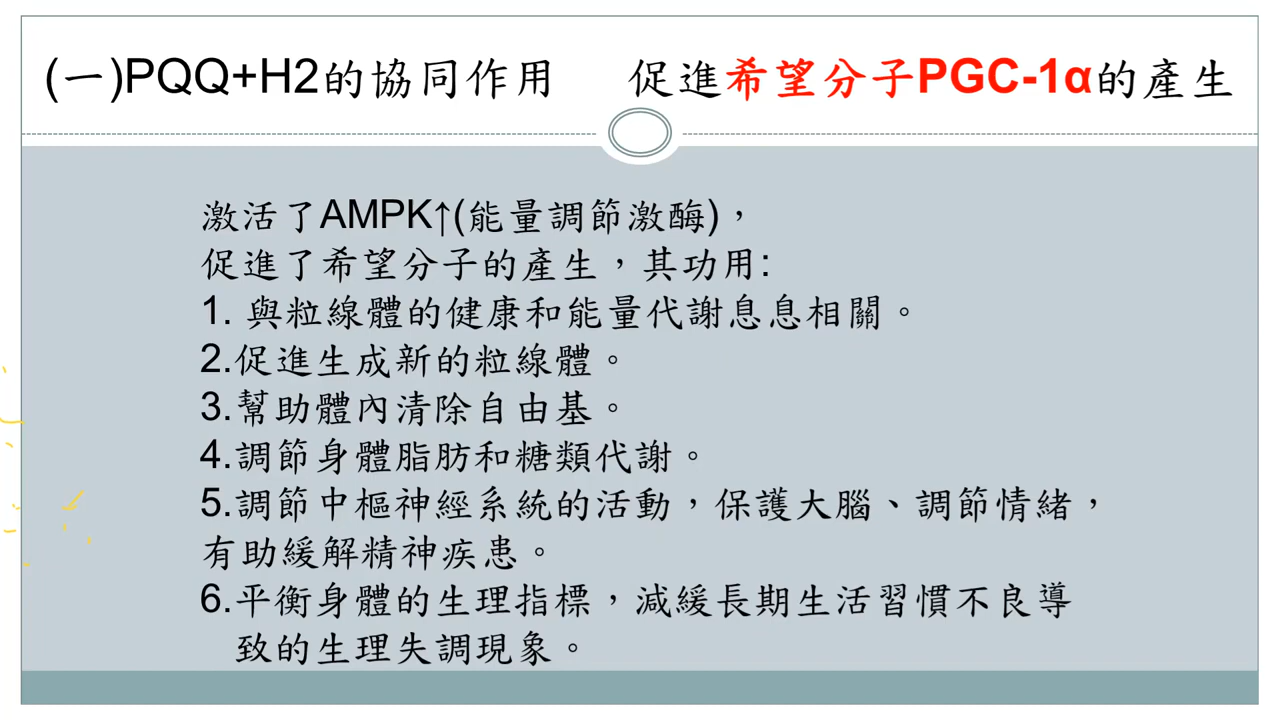 (一)PQQ+H2的協同作用 促進希望分子PGC-1α的產生
激活了AMPK↑(能量調節激酶)，
促進了希望分子的產生，其功用:
1. 與粒線體的健康和能量代謝息息相關。
2.促進生成新的粒線體。
3.幫助體內清除自由基。
4.調節身體脂肪和糖類代謝。
5.調節中樞神經系統的活動，保護大腦、調節情緒，
有助緩解精神疾患。
6.平衡身體的生理指標，減緩長期生活習慣不良導
致的生理失調現象。